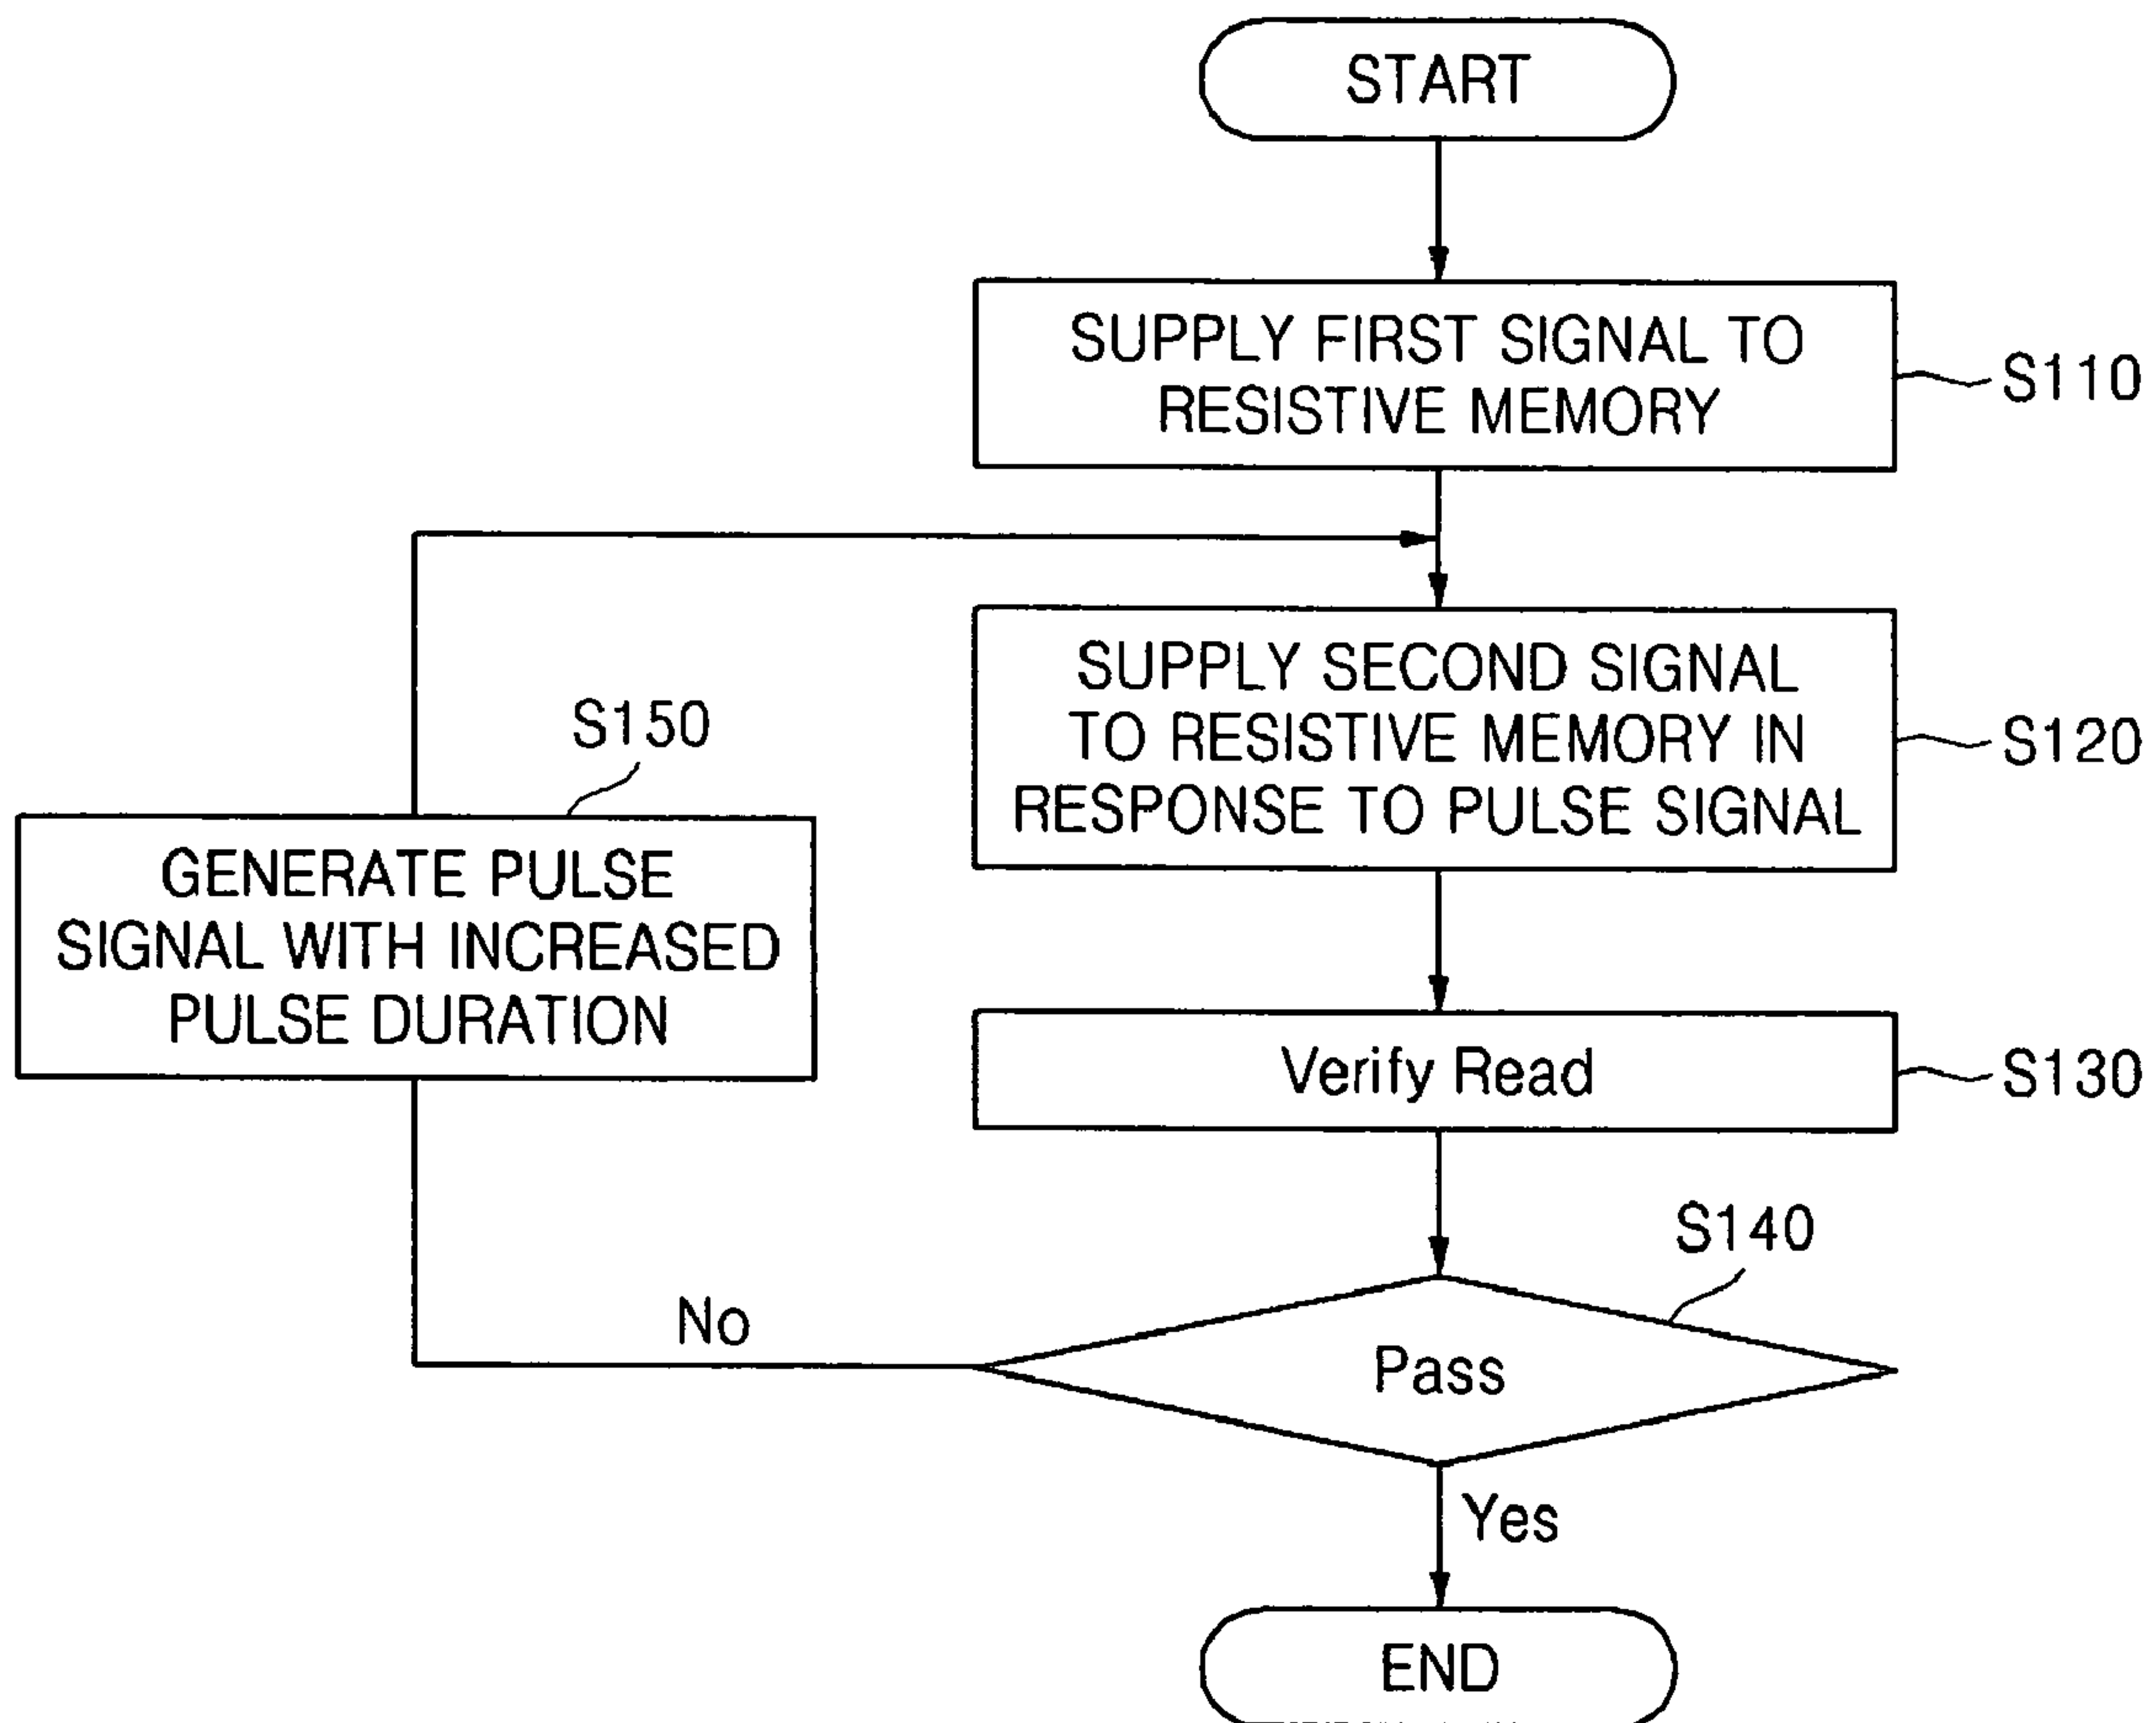 START
SUPPLY FIRST SIGNAL TO
RESISTIVE MEMORY
S110
SUPPLY SECOND SIGNAL
TO RESISTIVE MEMORY IN
RESPONSE TO PULSE SIGNAL
S120
S150
GENERATE PULSE
SIGNAL WITH INCREASED
PULSE DURATION
Verify Read
S130
S140
No
Pass
Yes
END